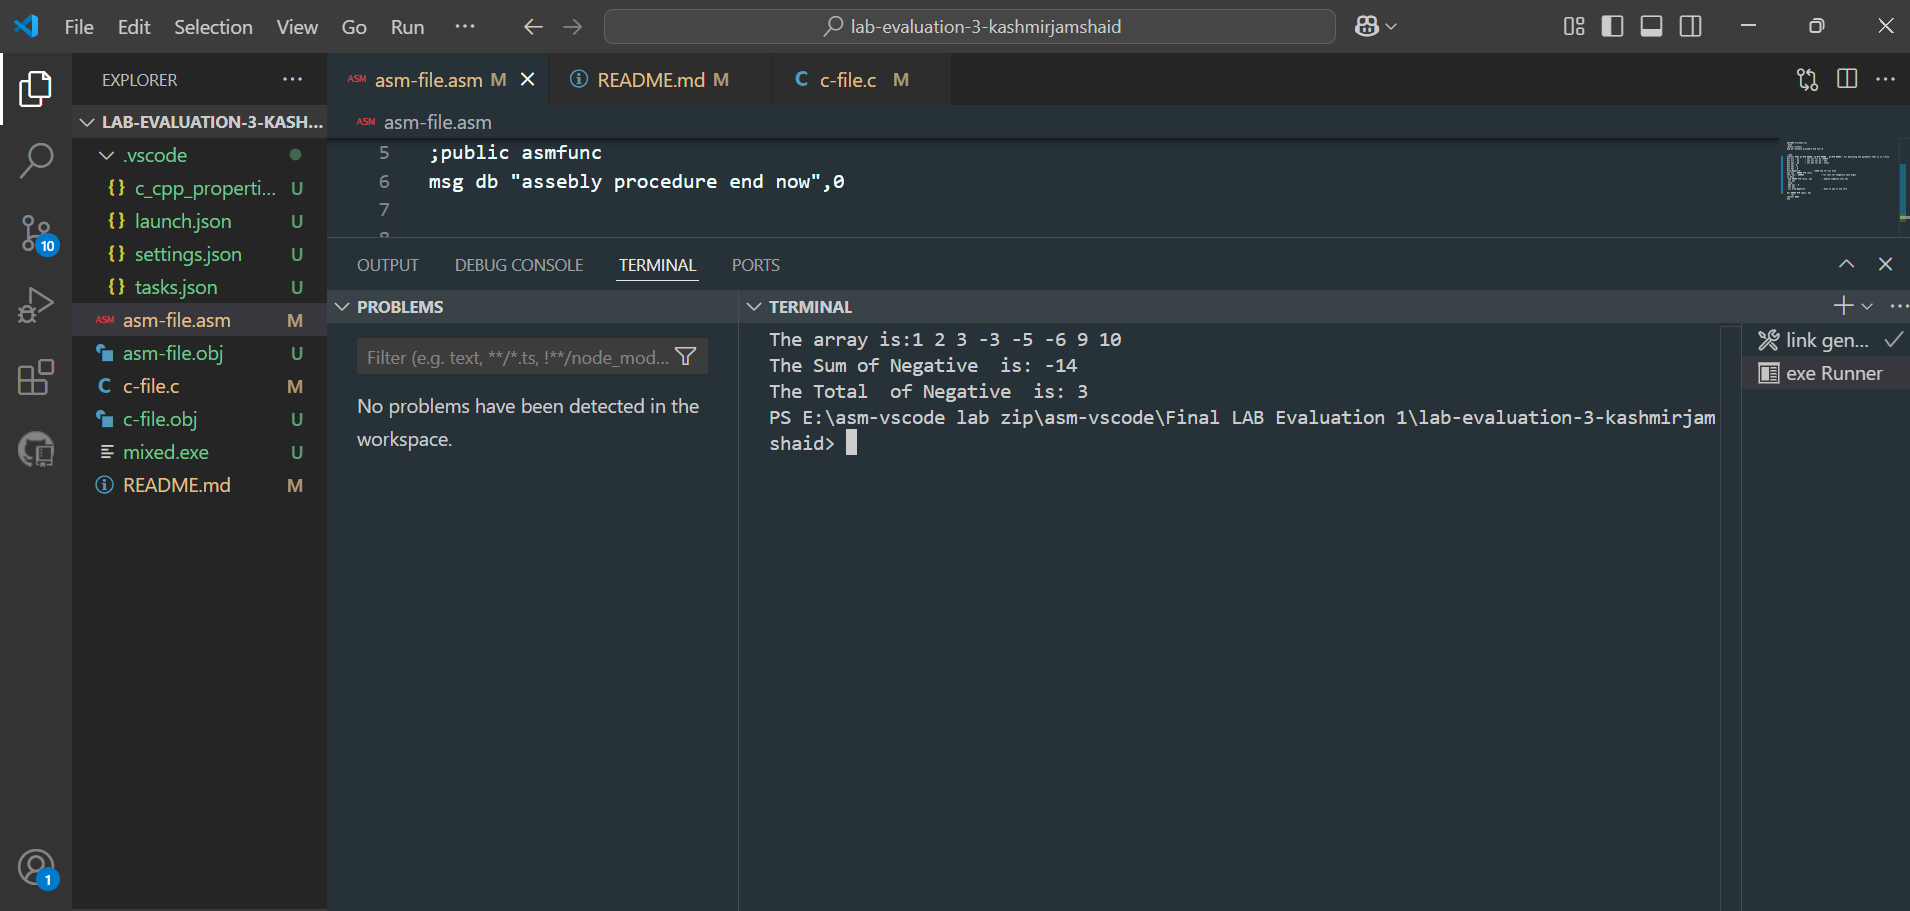 File Edit Selection View Go Run ···
lab-evaluation-3-kashmirjamshaid
EXPLORER ···
ASM asm-file.asm M
README.md M
C c-file.c M
LAB-EVALUATION-3-KASH...
ASM asm-file.asm
.vscode
{} c_cpp_properti... U
{} launch.json U
{} settings.json U
{} tasks.json U
ASM asm-file.asm M
asm-file.obj U
C c-file.c M
c-file.obj U
mixed.exe U
README.md M
10
1
5 ;public asmfunc
6 msg db "assebly procedure end now",0
7
OUTPUT DEBUG CONSOLE TERMINAL PORTS
PROBLEMS
Filter (e.g. text, **/*.ts, !**/node_mod...
No problems have been detected in the
workspace.
TERMINAL
The array is:1 2 3 -3 -5 -6 9 10
The Sum of Negative  is: -14
The Total  of Negative  is: 3
PS E:\asm-vscode lab zip\asm-vscode\Final LAB Evaluation 1\lab-evaluation-3-kashmirjam
shaid>
link gen...
exe Runner